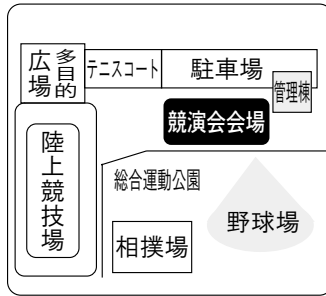 多目的
広場
テニスコート
駐車場
管理棟
競演会会場
陸上競技場
総合運動公園
相撲場
野球場